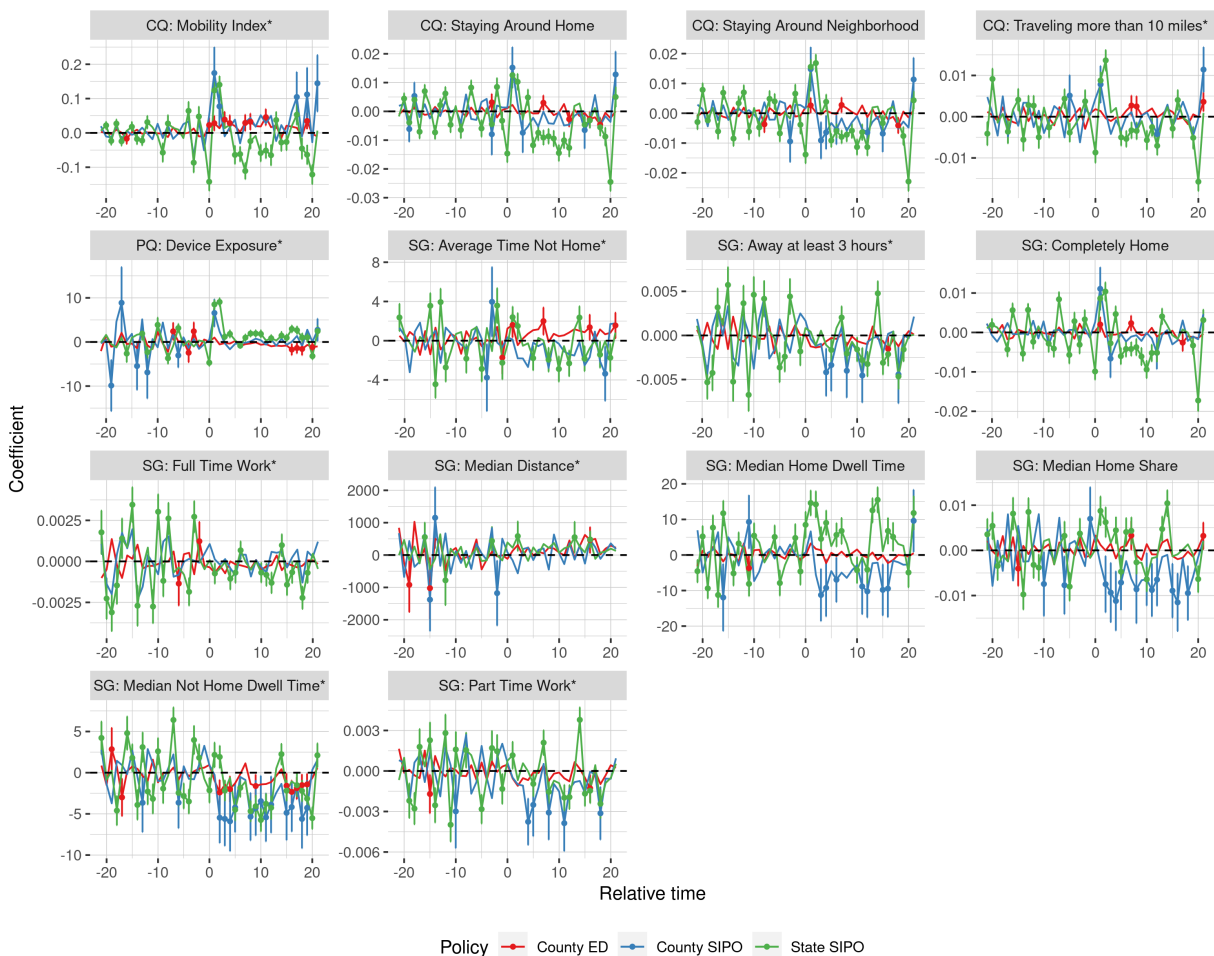 CQ: Mobility Index*
CQ: Staying Around Home
CQ: Staying Around Neighborhood
CQ: Traveling more than 10 miles*
0.2
0.1
0.0
-0.1
-20 -10 0 10 20
0.02
0.01
0.00
-0.01
-0.02
-0.03
-20 -10 0 10 20
0.02
0.01
0.00
-0.01
-0.02
-20 -10 0 10 20
0.01
0.00
-0.01
-20 -10 0 10 20
PQ: Device Exposure*
SG: Average Time Not Home*
SG: Away at least 3 hours*
SG: Completely Home
10
0
-10
-20 -10 0 10 20
8
4
0
-4
-20 -10 0 10 20
0.005
0.000
-0.005
-20 -10 0 10 20
0.01
0.00
-0.01
-0.02
-20 -10 0 10 20
Coefficient
SG: Full Time Work*
SG: Median Distance*
SG: Median Home Dwell Time
SG: Median Home Share
0.0025
0.0000
-0.0025
-20 -10 0 10 20
2000
1000
0
-1000
-2000
-20 -10 0 10 20
20
10
0
-10
-20
-20 -10 0 10 20
0.01
0.00
-0.01
-20 -10 0 10 20
SG: Median Not Home Dwell Time*
SG: Part Time Work*
5
0
-5
-10
-20 -10 0 10 20
0.003
0.000
-0.003
-0.006
-20 -10 0 10 20
Relative time
Policy County ED County SIPO State SIPO